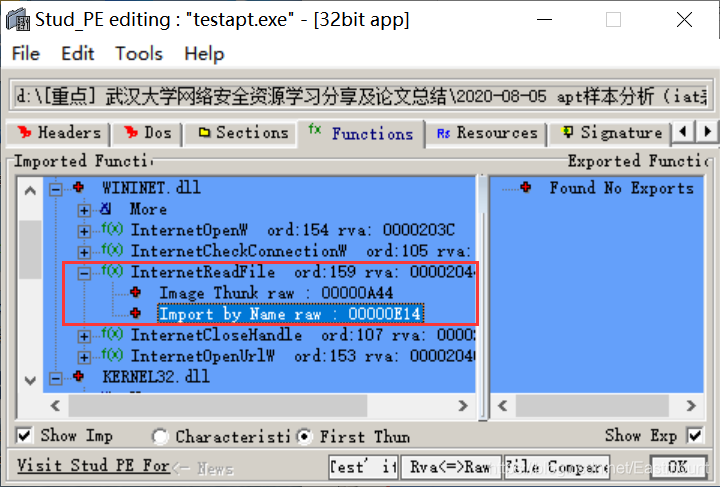 Stud_PE editing : "testapt.exe" - [32bit app]
File Edit Tools Help
d:\[重点] 武汉大学网络安全资源学习分享及论文总结\2020-08-05 apt样本分析（iat
Headers Dos Sections Functions Resources Signature
Imported Functi Exported Functi
WININET.dll
More
InternetOpenW ord:154 rva: 0000203C
InternetCheckConnectionW ord:105 rva:
InternetReadFile ord:159 rva: 00002044
Image Thunk raw : 00000A44
Import by Name raw : 00000E14
InternetCloseHandle ord:107 rva: 0000
InternetOpenUrlW ord:153 rva: 0000204
KERNEL32.dll
Found No Exports
Show Imp Characteristi First Thun Show Exp
Visit Stud PE For <- News Test' it Rva<=>Raw File Compare OK